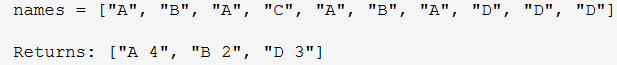 names = ["A", "B", "A", "C", "A", "B", "A", "D", "D", "D"]
Returns: ["A 4", "B 2", "D 3"]